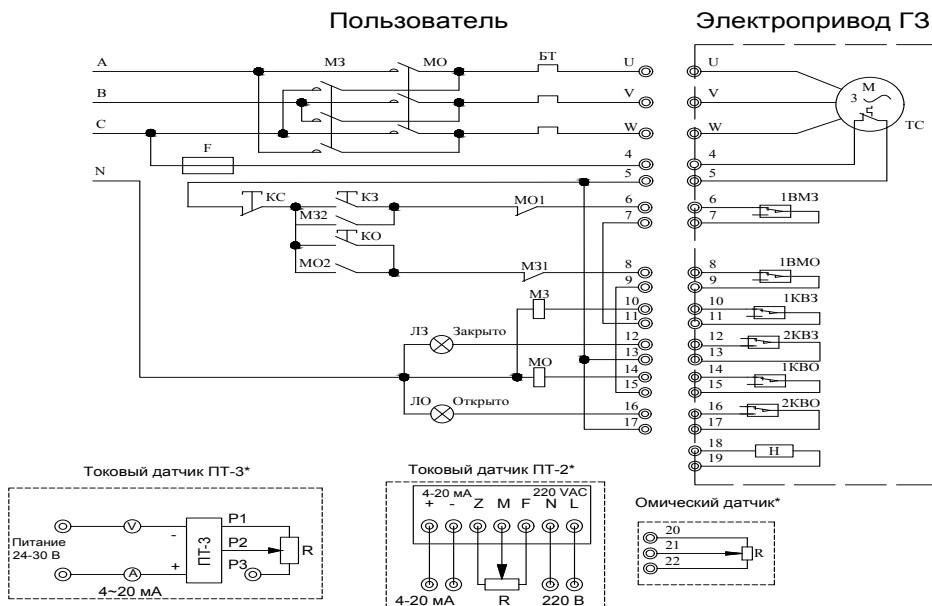 Пользователь Электропривод ГЗ
A МЗ МО БТ U U
B V V M 3
C W W ТС
F 4 4
N 5 5
КС КЗ МО1 6 6 1ВМЗ
МЗ2 7 7
КО
МО2 МЗ1 8 8 1ВМО
9 9
МЗ 10 10 1КВЗ
11 11
ЛЗ Закрыто 12 12 2КВЗ
13 13
МО 14 14 1КВО
15 15
ЛО Открыто 16 16 2КВО
17 17
18 Н
19
Токовый датчик ПТ-3*
P1
Питание V - ПТ-3 P2 R
24-30 В P3
A +
4~20 мА
Токовый датчик ПТ-2*
4-20 мА 220 VAC
+ - Z M F N L
4-20 мА R 220 В
Омический датчик*
20
21 R
22